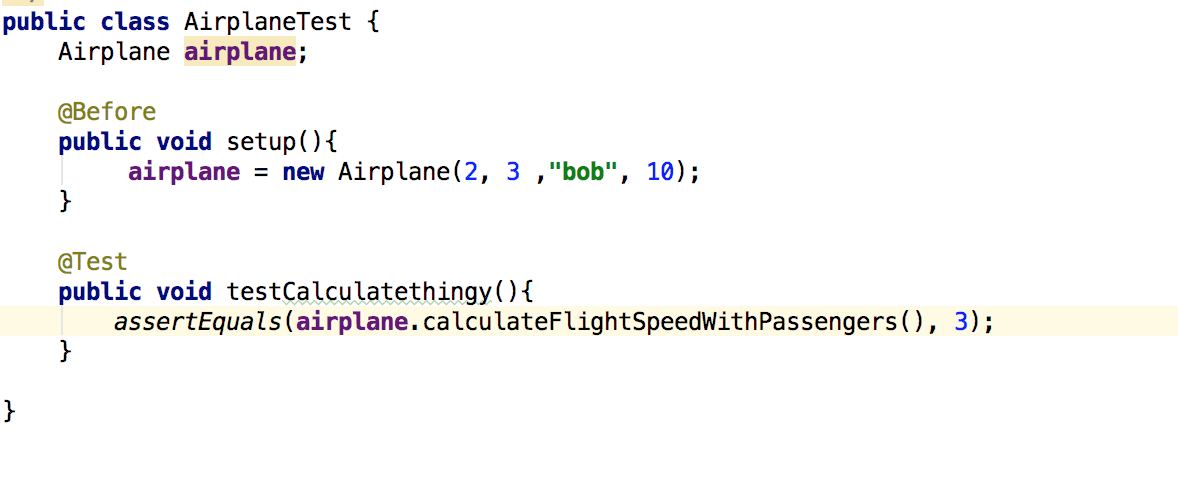 public class AirplaneTest {
    Airplane airplane;

    @Before
    public void setup(){
         airplane = new Airplane(2, 3 ,"bob", 10);
    }

    @Test
    public void testCalculatethingy(){
        assertEquals(airplane.calculateFlightSpeedWithPassengers(), 3);
    }

}